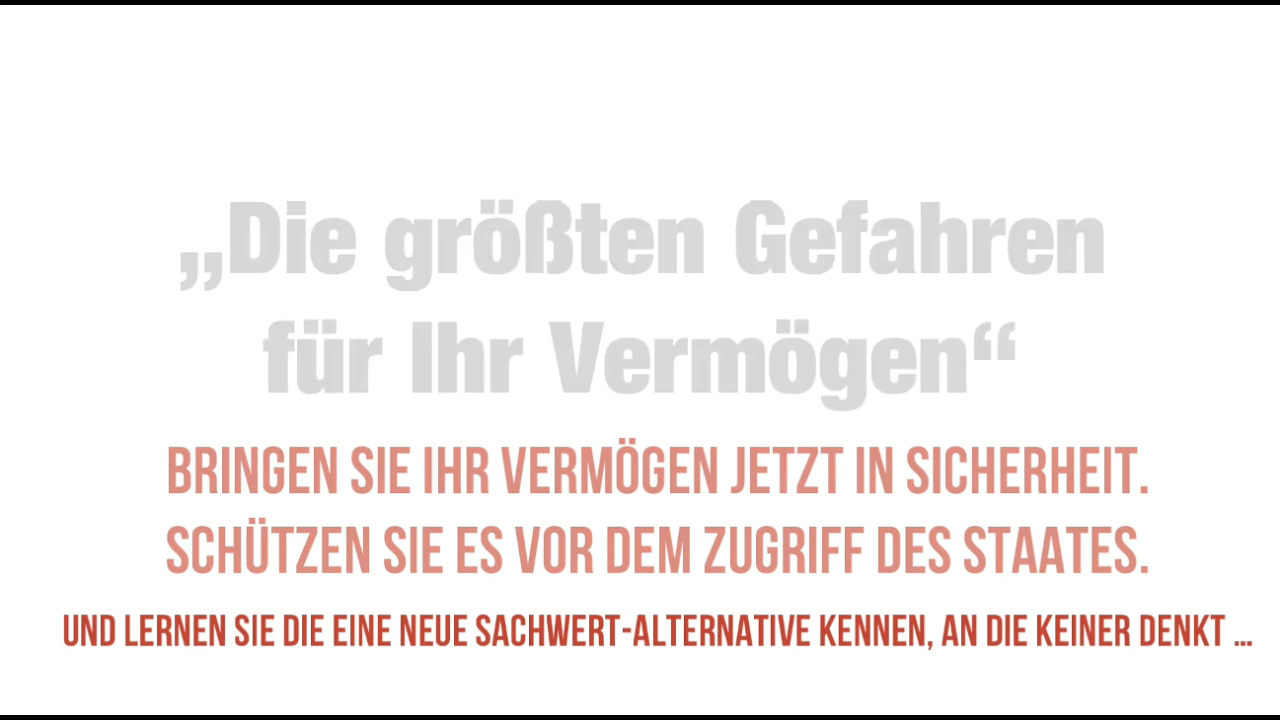 „Die größten Gefahren
für Ihr Vermögen“
BRINGEN SIE IHR VERMÖGEN JETZT IN SICHERHEIT.
SCHÜTZEN SIE ES VOR DEM ZUGRIFF DES STAATES.
UND LERNEN SIE DIE EINE NEUE SACHWERT-ALTERNATIVE KENNEN, AN DIE KEINER DENKT ...